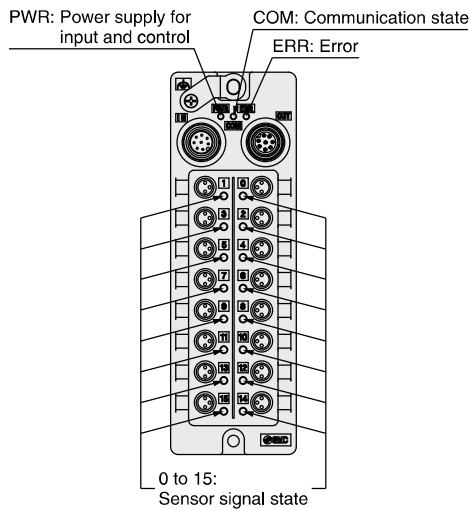 PWR: Power supply for
input and control
COM: Communication state
ERR: Error
PWR
ERR
COM
IN
OUT
1 0
3 2
5 4
7 6
9 8
11 10
13 12
15 14
SMC
0 to 15:
Sensor signal state